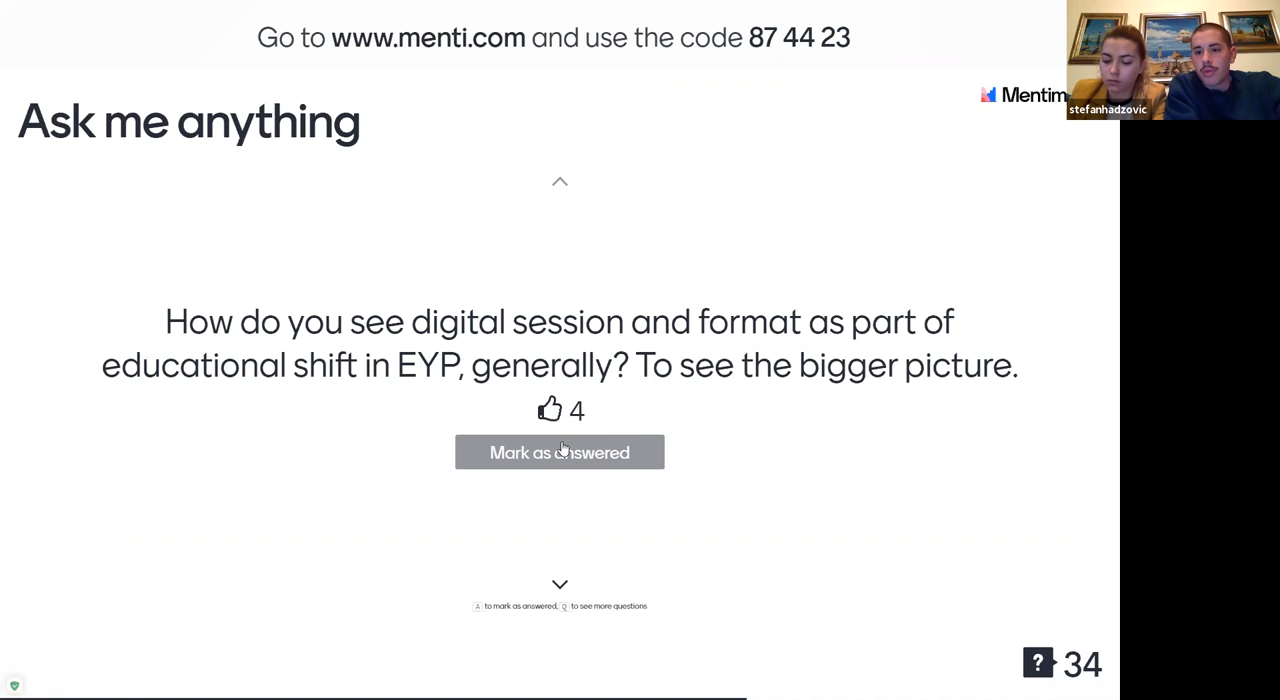 Go to www.menti.com and use the code 87 44 23
Mentim
stefanhadzovic
Ask me anything
How do you see digital session and format as part of
educational shift in EYP, generally? To see the bigger picture.
4
Mark as answered
A to mark as answered, Q to see more questions
? 34